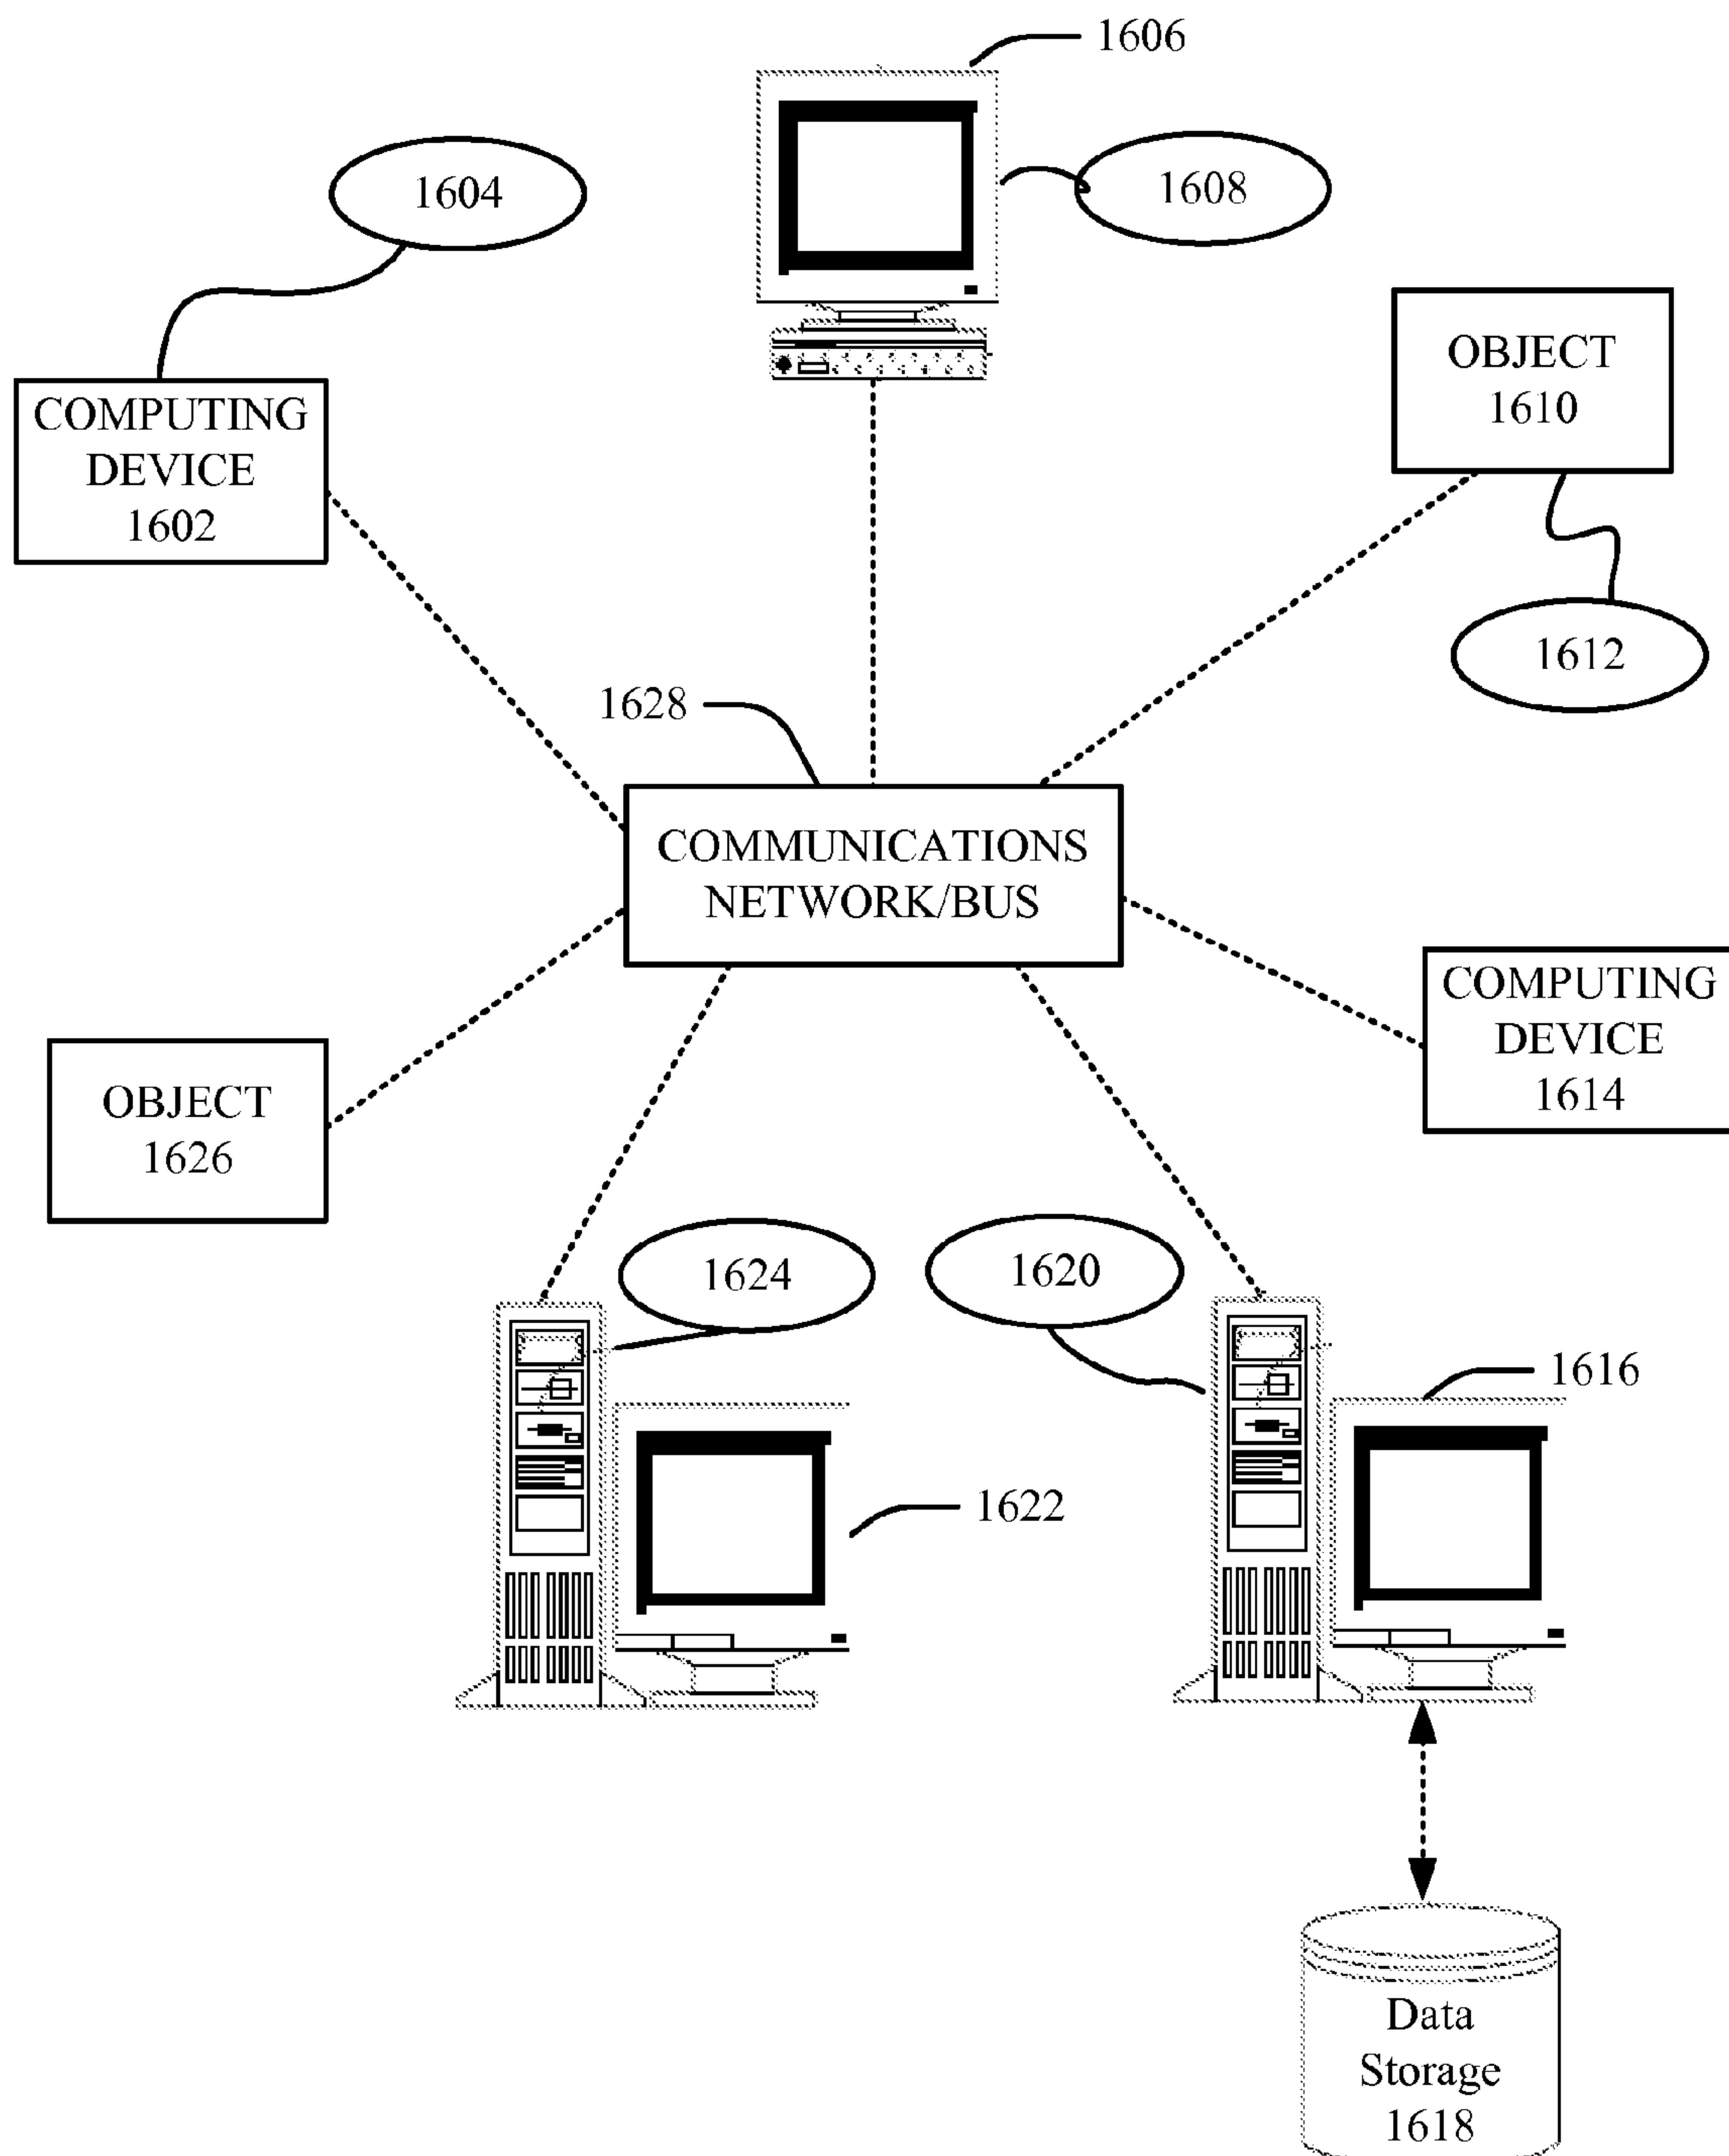 1606
1604
1608
OBJECT
1610
COMPUTING
DEVICE
1602
1612
1628
COMMUNICATIONS
NETWORK/BUS
COMPUTING
DEVICE
1614
OBJECT
1626
1624
1620
1616
1622
Data
Storage
1618